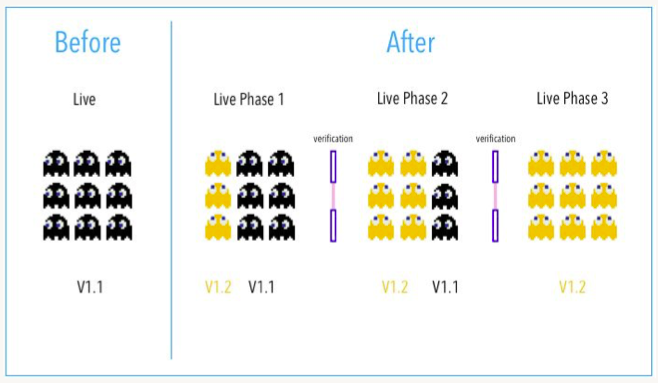 Before
After
Live
Live Phase 1
Live Phase 2
Live Phase 3
verification
verification
V1.1
V1.2 V1.1
V1.2 V1.1
V1.2